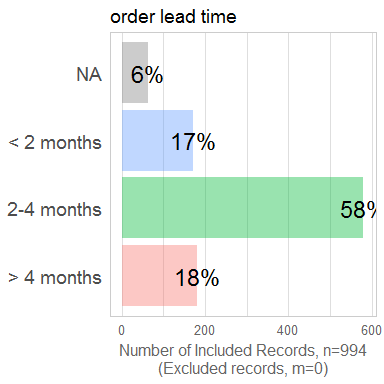 order lead time
NA
6%
< 2 months
17%
2-4 months
58%
> 4 months
18%
0
200
400
600
Number of Included Records, n=994
(Excluded records, m=0)